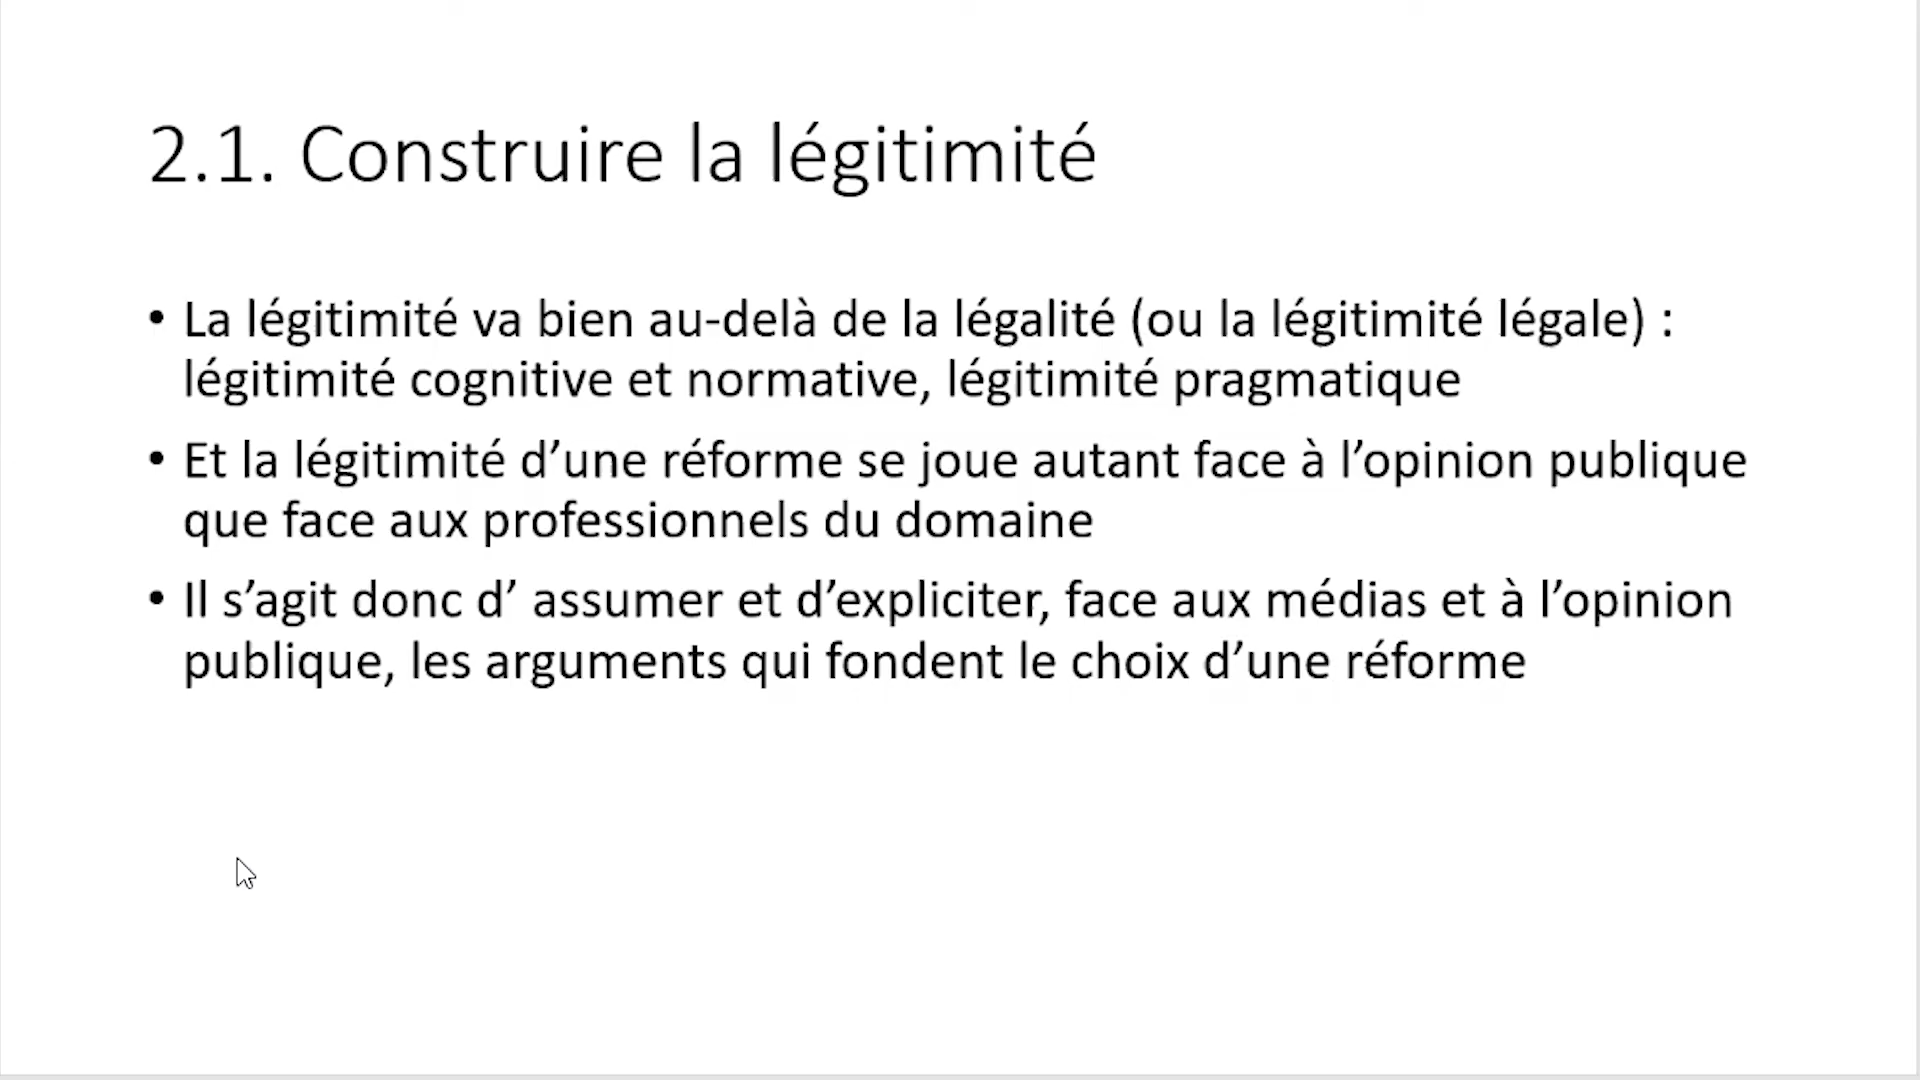 2.1. Construire la légitimité
• La légitimité va bien au-delà de la légalité (ou la légitimité légale) :
légitimité cognitive et normative, légitimité pragmatique
• Et la légitimité d’une réforme se joue autant face à l’opinion publique
que face aux professionnels du domaine
• Il s’agit donc d’ assumer et d’expliciter, face aux médias et à l’opinion
publique, les arguments qui fondent le choix d’une réforme